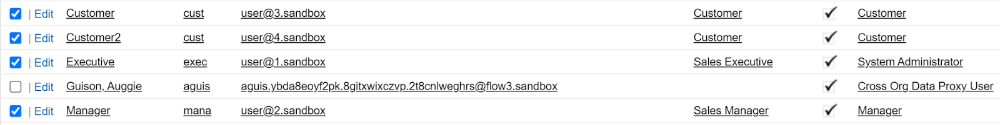 | Edit Customer cust user@3.sandbox Customer Customer
| Edit Customer2 cust user@4.sandbox Customer Customer
| Edit Executive exec user@1.sandbox Sales Executive System Administrator
| Edit Guison, Auggie aguis aguis.ybda8eoyf2pk.8gitxwixczvp.2t8cnlweghrs@flow3.sandbox Cross Org Data Proxy User
| Edit Manager mana user@2.sandbox Sales Manager Manager